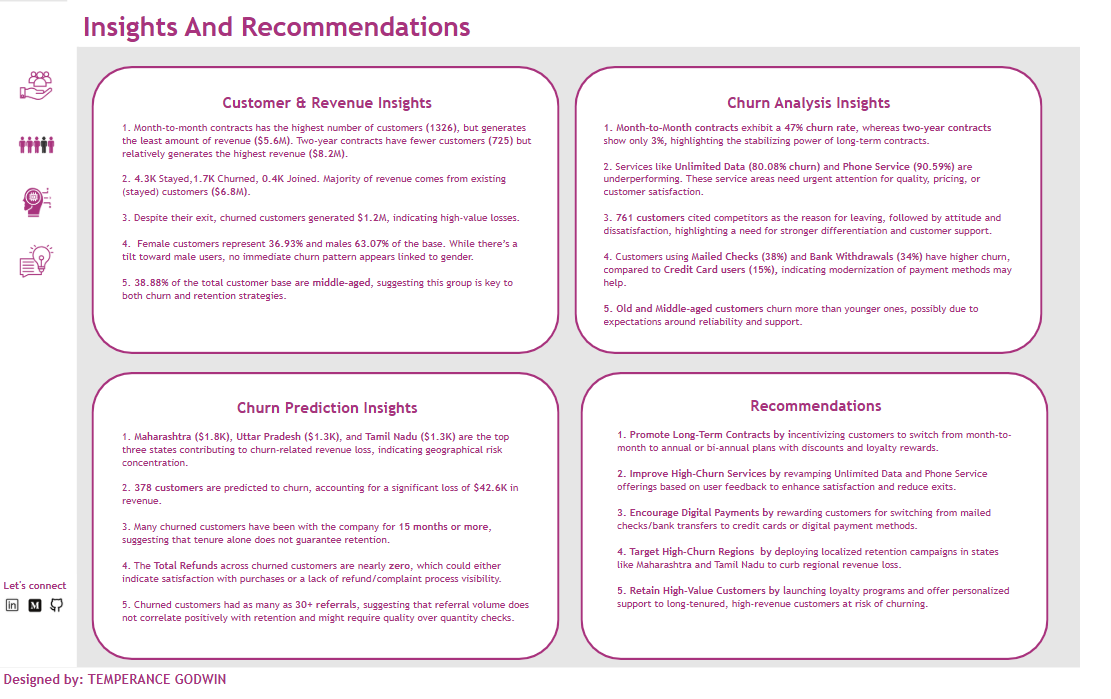 Insights And Recommendations
Customer & Revenue Insights
1. Month-to-month contracts has the highest number of customers (1326), but generates
the least amount of revenue ($5.6M). Two-year contracts have fewer customers (725) but
relatively generates the highest revenue ($8.2M).
2. 4.3K Stayed,1.7K Churned, 0.4K Joined. Majority of revenue comes from existing
(stayed) customers ($6.8M).
3. Despite their exit, churned customers generated $1.2M, indicating high-value losses.
4. Female customers represent 36.93% and males 63.07% of the base. While there's a
tilt toward male users, no immediate churn pattern appears linked to gender.
5. 38.88% of the total customer base are middle-aged, suggesting this group is key to
both churn and retention strategies.
Churn Analysis Insights
1. Month-to-Month contracts exhibit a 47% churn rate, whereas two-year contracts
show only 3%, highlighting the stabilizing power of long-term contracts.
2. Services like Unlimited Data (80.08% churn) and Phone Service (90.59%) are
underperforming. These service areas need urgent attention for quality, pricing, or
customer satisfaction.
3. 761 customers cited competitors as the reason for leaving, followed by attitude and
dissatisfaction, highlighting a need for stronger differentiation and customer support.
4. Customers using Mailed Checks (38%) and Bank Withdrawals (34%) have higher churn,
compared to Credit Card users (15%), indicating modernization of payment methods may
help.
5. Old and Middle-aged customers churn more than younger ones, possibly due to
expectations around reliability and support.
Churn Prediction Insights
1. Maharashtra ($1.8K), Uttar Pradesh ($1.3K), and Tamil Nadu ($1.3K) are the top
three states contributing to churn-related revenue loss, indicating geographical risk
concentration.
2. 378 customers are predicted to churn, accounting for a significant loss of $42.6K in
revenue.
3. Many churned customers have been with the company for 15 months or more,
suggesting that tenure alone does not guarantee retention.
4. The Total Refunds across churned customers are nearly zero, which could either
indicate satisfaction with purchases or a lack of refund/complaint process visibility.
5. Churned customers had as many as 30+ referrals, suggesting that referral volume does
not correlate positively with retention and might require quality over quantity checks.
Recommendations
1. Promote Long-Term Contracts by incentivizing customers to switch from month-to-
month to annual or bi-annual plans with discounts and loyalty rewards.
2. Improve High-Churn Services by revamping Unlimited Data and Phone Service
offerings based on user feedback to enhance satisfaction and reduce exits.
3. Encourage Digital Payments by rewarding customers for switching from mailed
checks/bank transfers to credit cards or digital payment methods.
4. Target High-Churn Regions by deploying localized retention campaigns in states
like Maharashtra and Tamil Nadu to curb regional revenue loss.
5. Retain High-Value Customers by launching loyalty programs and offer personalized
support to long-tenured, high-revenue customers at risk of churning.
Let's connect
in M
Designed by: TEMPERANCE GODWIN